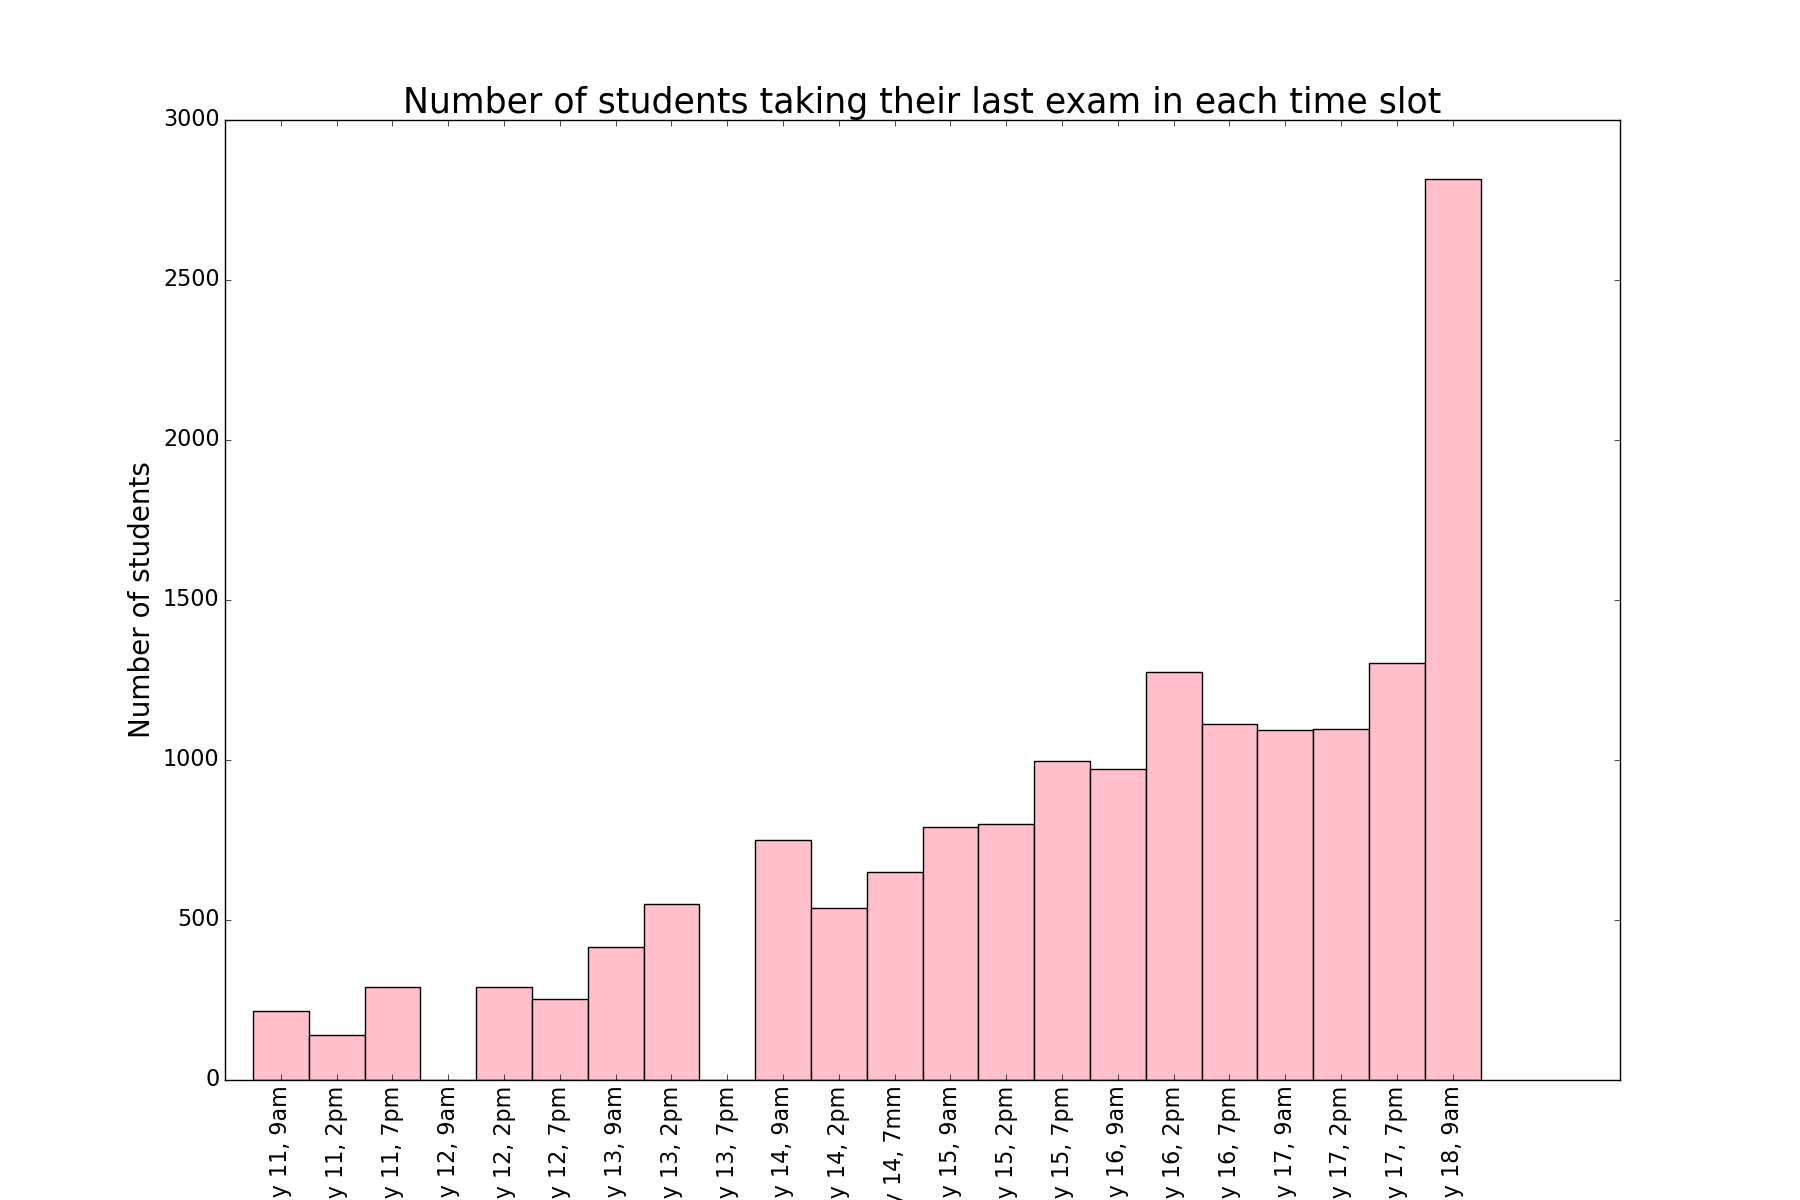 Number of students taking their last exam in each time slot
Number of students
3000
2500
2000
1500
1000
500
0
y 11, 9am
y 11, 2pm
y 11, 7pm
y 12, 9am
y 12, 2pm
y 12, 7pm
y 13, 9am
y 13, 2pm
y 13, 7pm
y 14, 9am
y 14, 2pm
y 14, 7mm
y 15, 9am
y 15, 2pm
y 15, 7pm
y 16, 9am
y 16, 2pm
y 16, 7pm
y 17, 9am
y 17, 2pm
y 17, 7pm
y 18, 9am